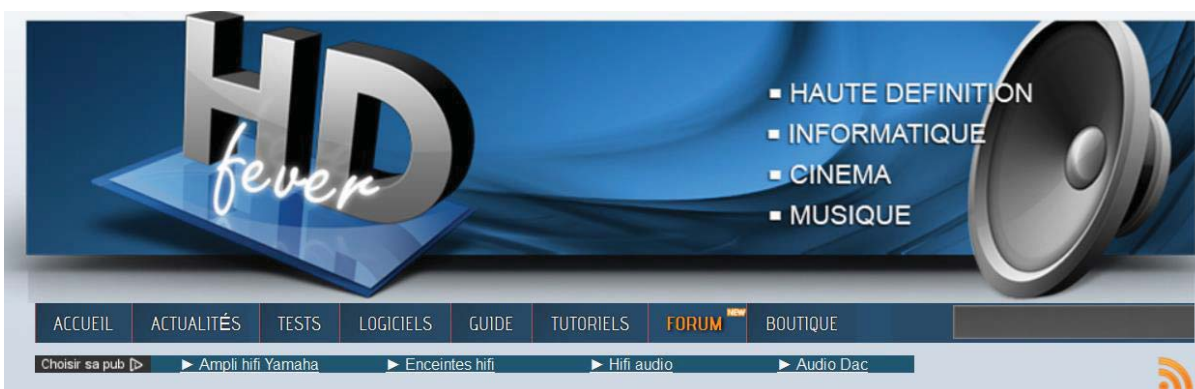 HD
fever
▪ HAUTE DEFINITION
▪ INFORMATIQUE
▪ CINEMA
▪ MUSIQUE
ACCUEIL ACTUALITÉS TESTS LOGICIELS GUIDE TUTORIELS FORUM NEW BOUTIQUE
Choisir sa pub ▷ ► Ampli hifi Yamaha ► Enceintes hifi ► Hifi audio ► Audio Dac